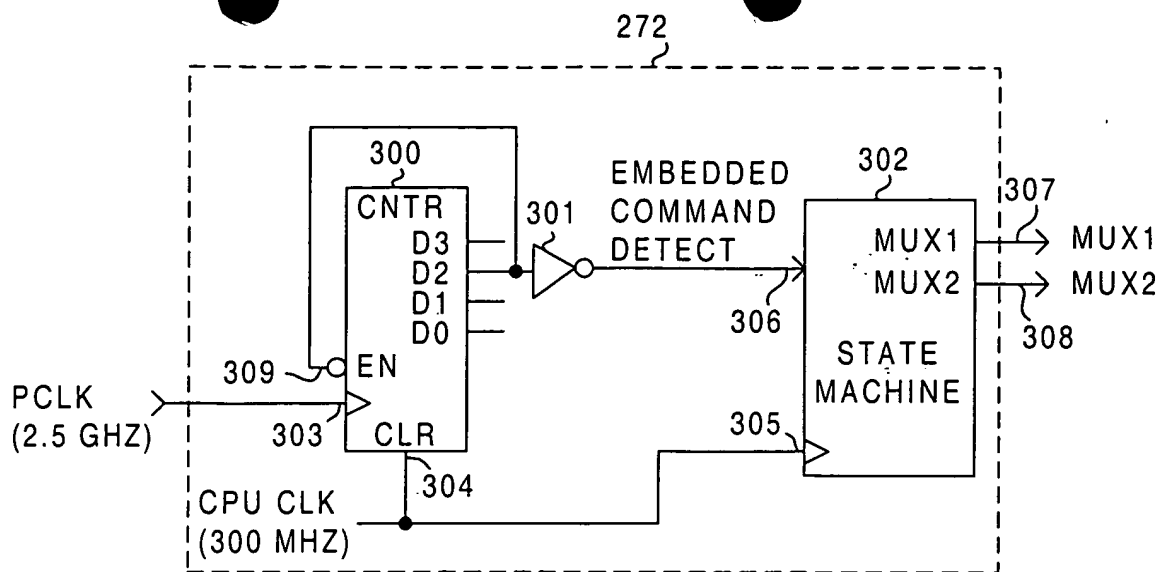 272
300
CNTR
D3
D2
D1
D0
EN
309
303
CLR
304
301
EMBEDDED
COMMAND
DETECT
306
302
MUX1
MUX2
STATE
MACHINE
305
307
MUX1
MUX2
308
PCLK
(2.5 GHZ)
CPU CLK
(300 MHZ)